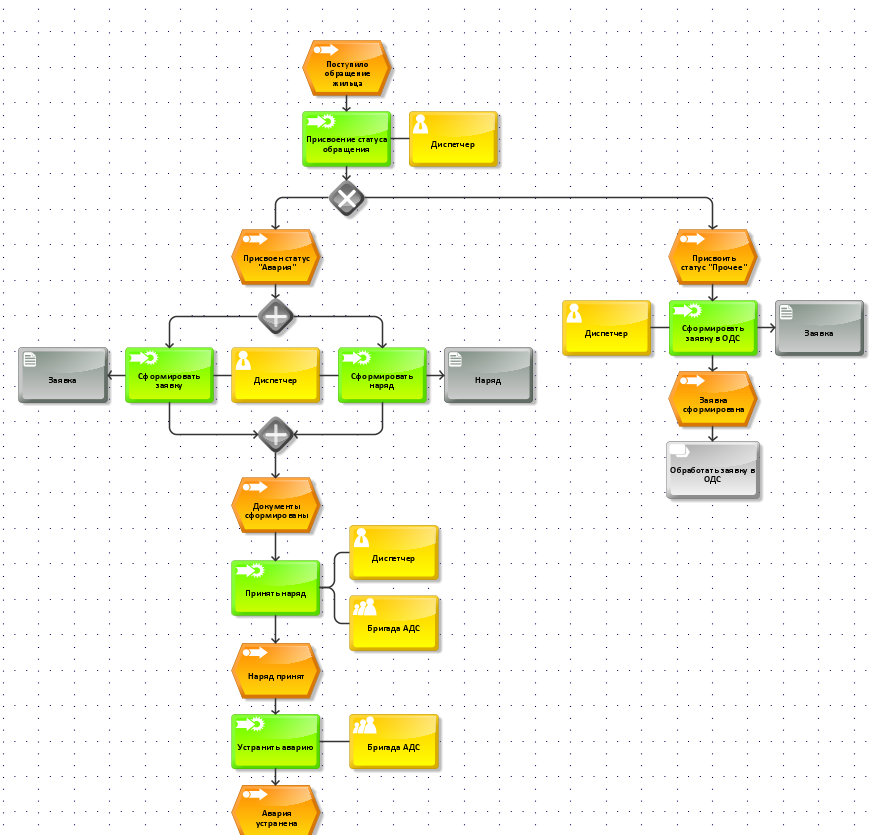 Поступило
обращение
жильца
Присвоение статуса
обращения
Диспетчер
Присвоен статус
"Авария"
Присвоить
статус "Прочее"
Диспетчер
Сформировать
заявку в ОДС
Заявка
Заявка
Сформировать
заявку
Диспетчер
Сформировать
наряд
Наряд
Заявка
сформирована
Обработать заявку в
ОДС
Документы
сформированы
Диспетчер
Принять наряд
Бригада АДС
Наряд принят
Устранить аварию
Бригада АДС
Авария
устранена